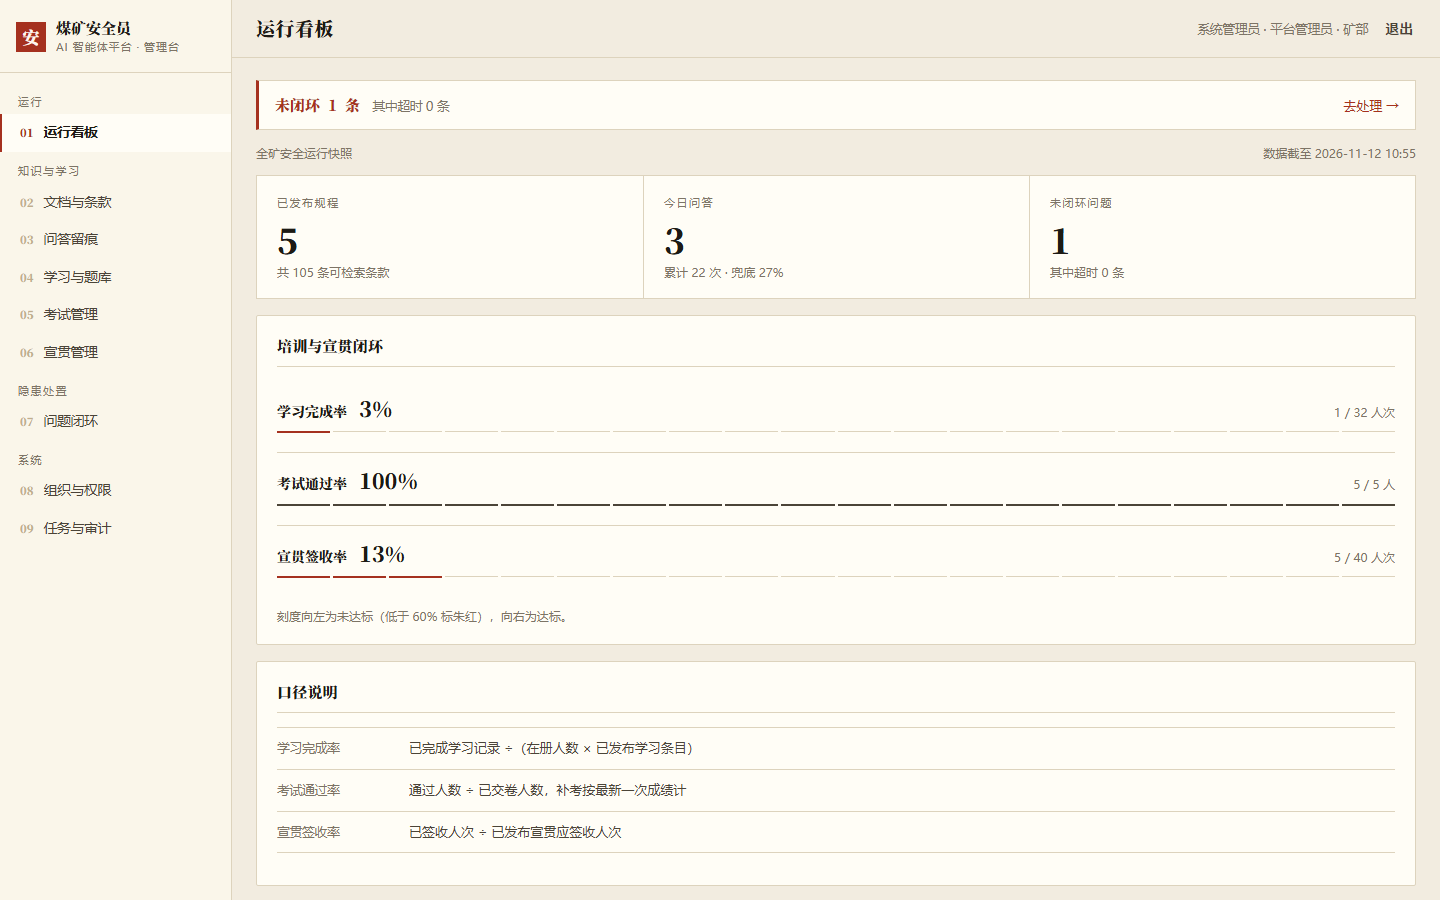 安
煤矿安全员
AI 智能体平台 · 管理台
运行
01 运行看板
知识与学习
02 文档与条款
03 问答留痕
04 学习与题库
05 考试管理
06 宣贯管理
隐患处置
07 问题闭环
系统
08 组织与权限
09 任务与审计
运行看板
系统管理员 · 平台管理员 · 矿部 退出
未闭环 1 条 其中超时 0 条 去处理 →
全矿安全运行快照 数据截至 2026-11-12 10:55
已发布规程
5
共 105 条可检索条款
今日问答
3
累计 22 次 · 兜底 27%
未闭环问题
1
其中超时 0 条
培训与宣贯闭环
学习完成率 3% 1 / 32 人次
考试通过率 100% 5 / 5 人
宣贯签收率 13% 5 / 40 人次
刻度向左为未达标（低于 60% 标朱红），向右为达标。
口径说明
学习完成率 已完成学习记录 ÷（在册人数 × 已发布学习条目）
考试通过率 通过人数 ÷ 已交卷人数，补考按最新一次成绩计
宣贯签收率 已签收人次 ÷ 已发布宣贯应签收人次